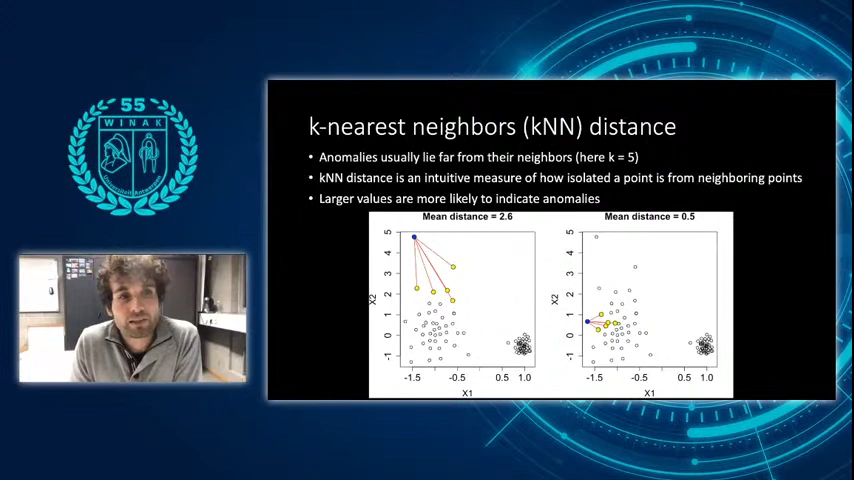 55
WINAK
Universiteit Antwerpen
k-nearest neighbors (kNN) distance
• Anomalies usually lie far from their neighbors (here k = 5)
• kNN distance is an intuitive measure of how isolated a point is from neighboring points
• Larger values are more likely to indicate anomalies
Mean distance = 2.6
X2
5
4
3
2
1
0
-1
-1.5 -0.5 0.5 1.0
X1
Mean distance = 0.5
X2
5
4
3
2
1
0
-1
-1.5 -0.5 0.5 1.0
X1